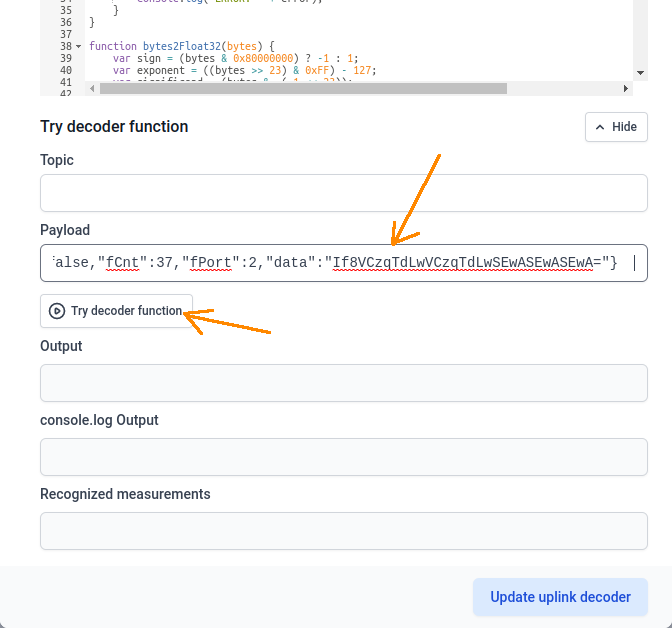 35 }
36 }
37
38 function bytes2Float32(bytes) {
39 var sign = (bytes & 0x80000000) ? -1 : 1;
40 var exponent = ((bytes >> 23) & 0xFF) - 127;
41
42
Try decoder function
Hide
Topic
Payload
alse,"fCnt":37,"fPort":2,"data":"If8VCzqTdLwVCzqTdLwSEwASEwASEwA="}
Try decoder function
Output
console.log Output
Recognized measurements
Update uplink decoder